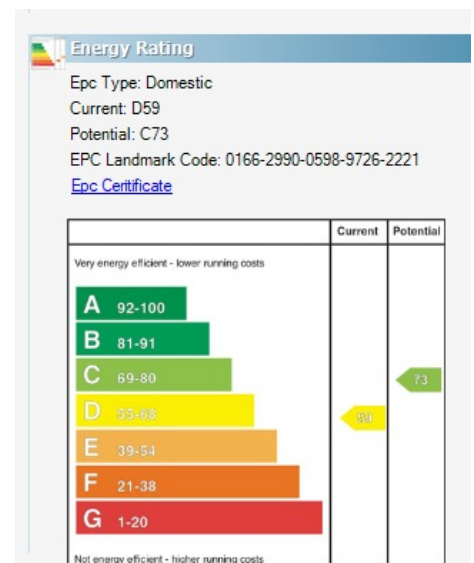 Energy Rating
Epc Type: Domestic
Current: D59
Potential: C73
EPC Landmark Code: 0166-2990-0598-9726-2221
Epc Ceritificate
Current Potential
Very energy efficient - lower running costs
A 92-100
B 81-91
C 69-80
73
D 55-68
59
E 39-54
F 21-38
G 1-20
Not energy efficient - higher running costs